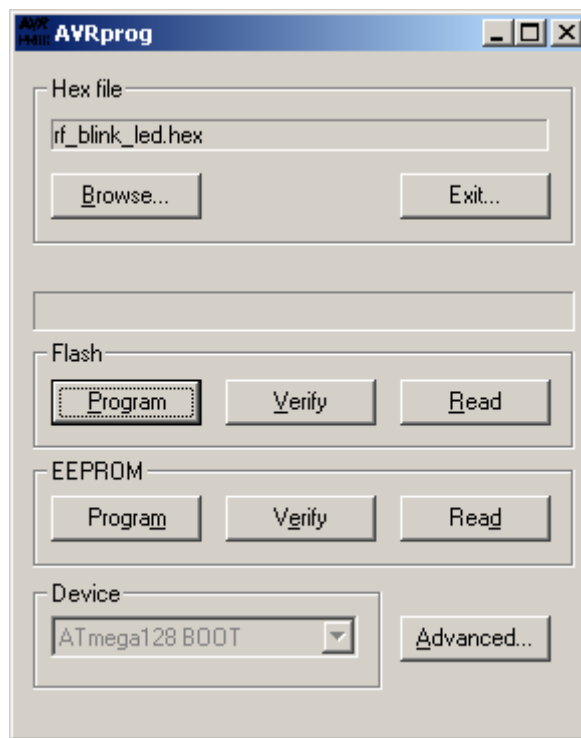 AVRprog
Hex file
rf_blink_led.hex
Browse... Exit...
Flash
Program Verify Read
EEPROM
Program Verify Read
Device
ATmega128 BOOT Advanced...